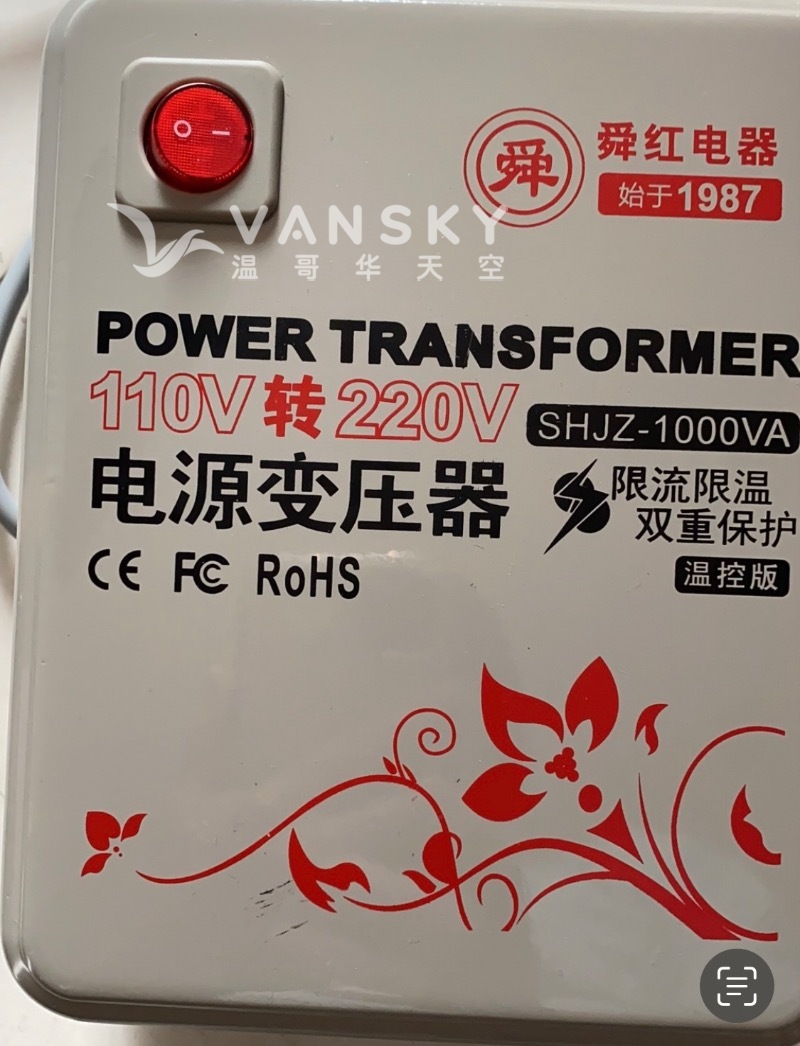 O I
舜
舜红电器
始于1987
VANSKY
温哥华天空
POWER TRANSFORMER
110V转220V
SHJZ-1000VA
电源变压器
限流限温
双重保护
温控版
CE FC RoHS